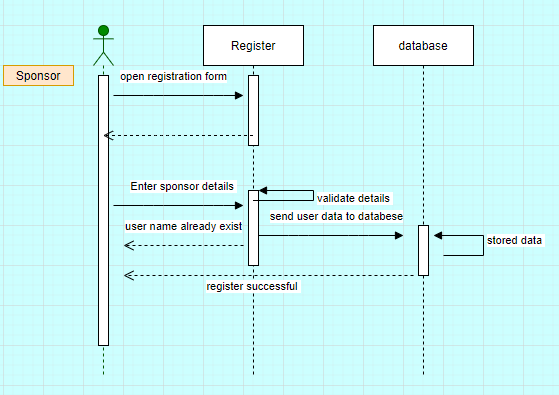 Register
database
Sponsor
open registration form
Enter sponsor details
validate details
send user data to databese
user name already exist
stored data
register successful